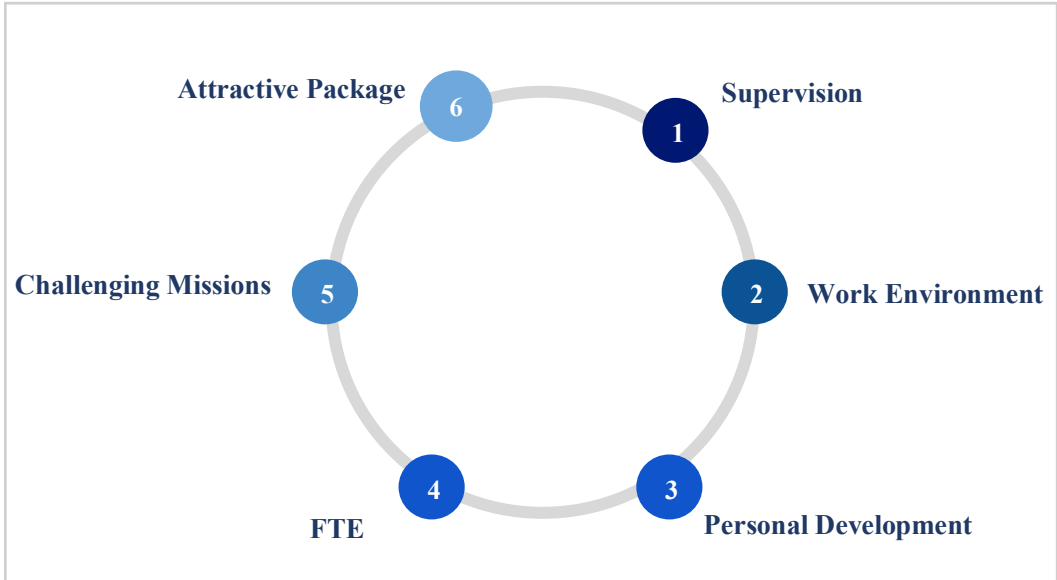 Attractive Package
6
Supervision
1
Challenging Missions
5
2
Work Environment
4
3
FTE
Personal Development